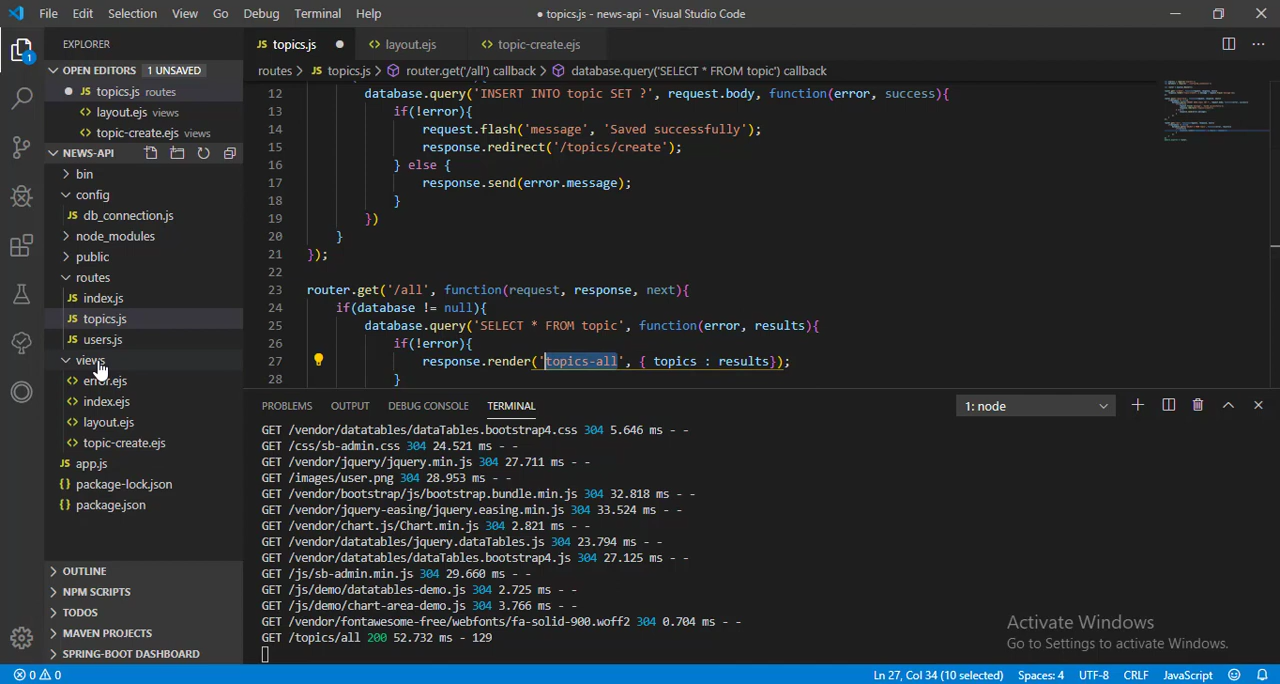 File Edit Selection View Go Debug Terminal Help
● topics.js - news-api - Visual Studio Code
EXPLORER
OPEN EDITORS 1 UNSAVED
JS topics.js routes
<> layout.ejs views
<> topic-create.ejs views
NEWS-API
bin
config
JS db_connection.js
node_modules
public
routes
JS index.js
JS topics.js
JS users.js
views
<> error.ejs
<> index.ejs
<> layout.ejs
<> topic-create.ejs
JS app.js
{} package-lock.json
{} package.json
OUTLINE
NPM SCRIPTS
TODOS
MAVEN PROJECTS
SPRING-BOOT DASHBOARD
1
JS topics.js ● <> layout.ejs <> topic-create.ejs
routes > JS topics.js > router.get('/all') callback > database.query('SELECT * FROM topic') callback
12 database.query('INSERT INTO topic SET ?', request.body, function(error, success){
13 if(!error){
14 request.flash('message', 'Saved successfully');
15 response.redirect('/topics/create');
16 } else {
17 response.send(error.message);
18 }
19 })
20 }
21 });
22
23 router.get('/all', function(request, response, next){
24 if(database != null){
25 database.query('SELECT * FROM topic', function(error, results){
26 if(!error){
27 response.render('topics-all', { topics : results});
28 }
PROBLEMS OUTPUT DEBUG CONSOLE TERMINAL 1: node
GET /vendor/datatables/dataTables.bootstrap4.css 304 5.646 ms - -
GET /css/sb-admin.css 304 24.521 ms - -
GET /vendor/jquery/jquery.min.js 304 27.711 ms - -
GET /images/user.png 304 28.953 ms - -
GET /vendor/bootstrap/js/bootstrap.bundle.min.js 304 32.818 ms - -
GET /vendor/jquery-easing/jquery.easing.min.js 304 33.524 ms - -
GET /vendor/chart.js/Chart.min.js 304 2.821 ms - -
GET /vendor/datatables/jquery.dataTables.js 304 23.794 ms - -
GET /vendor/datatables/dataTables.bootstrap4.js 304 27.125 ms - -
GET /js/sb-admin.min.js 304 29.660 ms - -
GET /js/demo/datatables-demo.js 304 2.725 ms - -
GET /js/demo/chart-area-demo.js 304 3.766 ms - -
GET /vendor/fontawesome-free/webfonts/fa-solid-900.woff2 304 0.704 ms - -
GET /topics/all 200 52.732 ms - 129
Activate Windows
Go to Settings to activate Windows.
0 0 Ln 27, Col 34 (10 selected) Spaces: 4 UTF-8 CRLF JavaScript